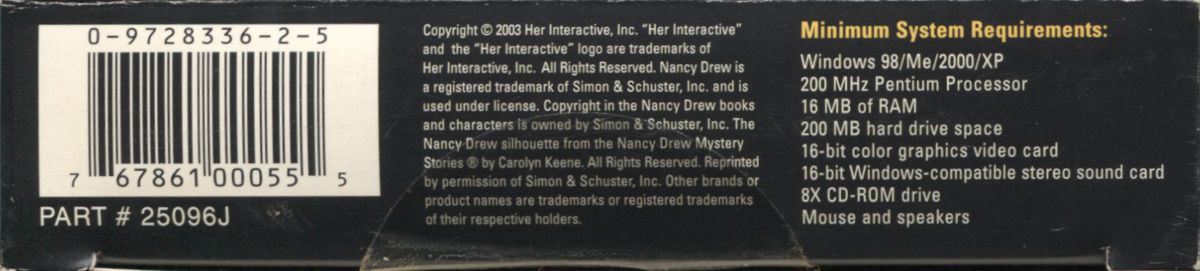 0-9728336-2-5
7 67861 00055 5
PART # 25096J
Copyright © 2003 Her Interactive, Inc. “Her Interactive”
and the “Her Interactive” logo are trademarks of
Her Interactive, Inc. All Rights Reserved. Nancy Drew is
a registered trademark of Simon & Schuster, Inc. and is
used under license. Copyright in the Nancy Drew books
and characters is owned by Simon & Schuster, Inc. The
Nancy Drew silhouette from the Nancy Drew Mystery
Stories ® by Carolyn Keene. All Rights Reserved. Reprinted
by permission of Simon & Schuster, Inc. Other brands or
product names are trademarks or registered trademarks
of their respective holders.
Minimum System Requirements:
Windows 98/Me/2000/XP
200 MHz Pentium Processor
16 MB of RAM
200 MB hard drive space
16-bit color graphics video card
16-bit Windows-compatible stereo sound card
8X CD-ROM drive
Mouse and speakers